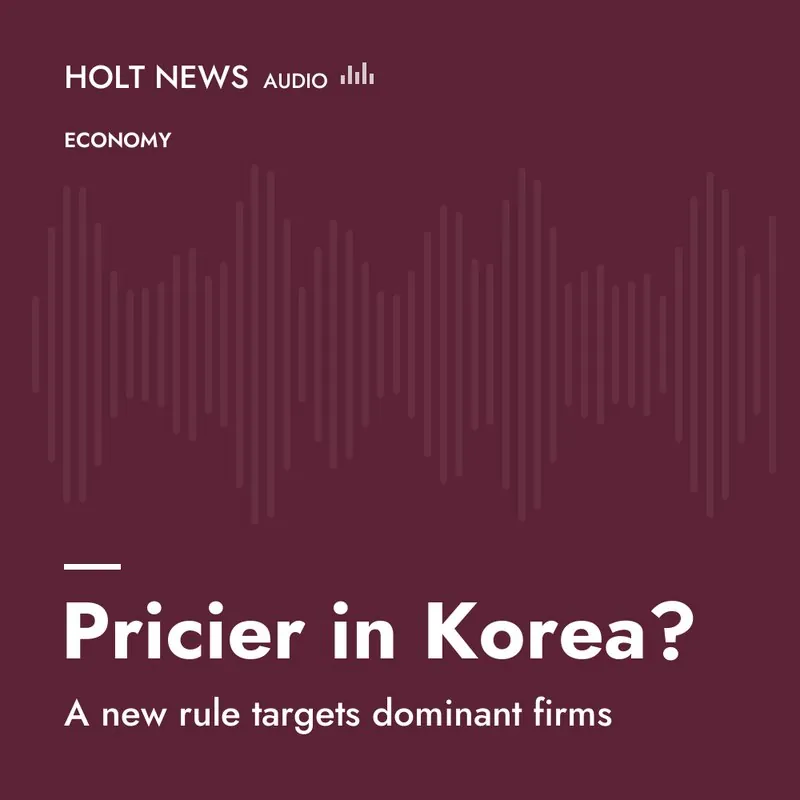 HOLT NEWS AUDIO
ECONOMY
Pricier in Korea?
A new rule targets dominant firms